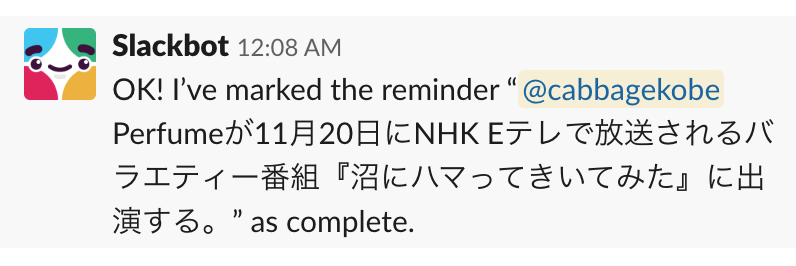 Slackbot 12:08 AM
OK! I’ve marked the reminder “@cabbagekobe
Perfumeが11月20日にNHK Eテレで放送されるバ
ラエティー番組『沼にハマってきいてみた』に出
演する。” as complete.